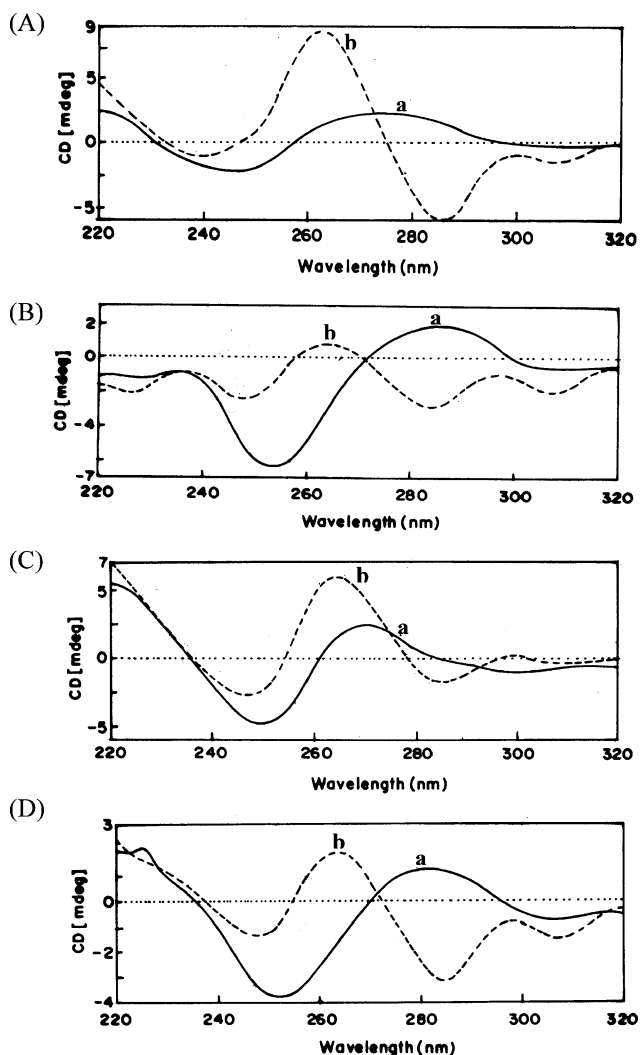 (A)
9
5
0
-5
CD [mdeg]
b
a
220 240 260 280 300 320
Wavelength (nm)
(B)
2
0
-7
CD [mdeg]
b
a
220 240 260 280 300 320
Wavelength (nm)
(C)
7
5
0
-5
CD [mdeg]
b
a
220 240 260 280 300 320
Wavelength (nm)
(D)
3
0
-2
-4
CD [mdeg]
b
a
220 240 260 280 300 320
Wavelength (nm)